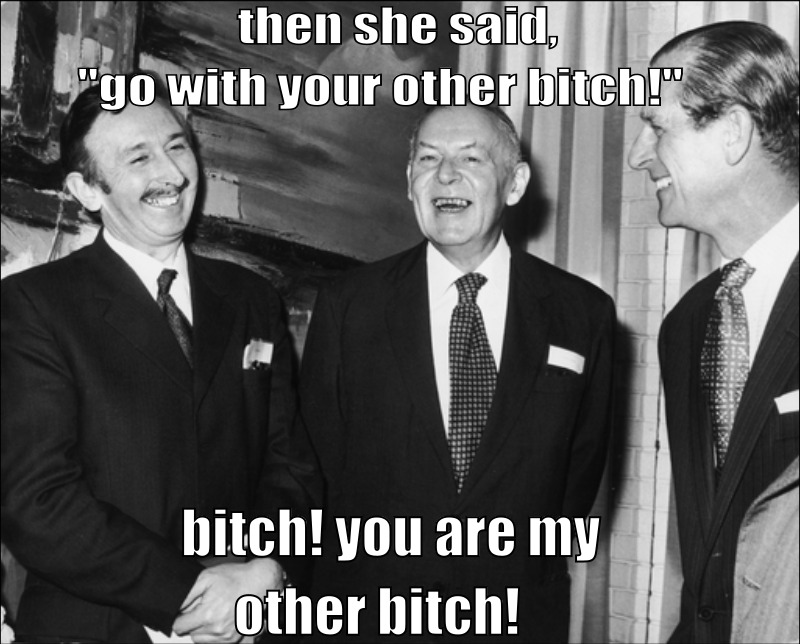 then she said,
"go with your other bitch!"
bitch! you are my
other bitch!